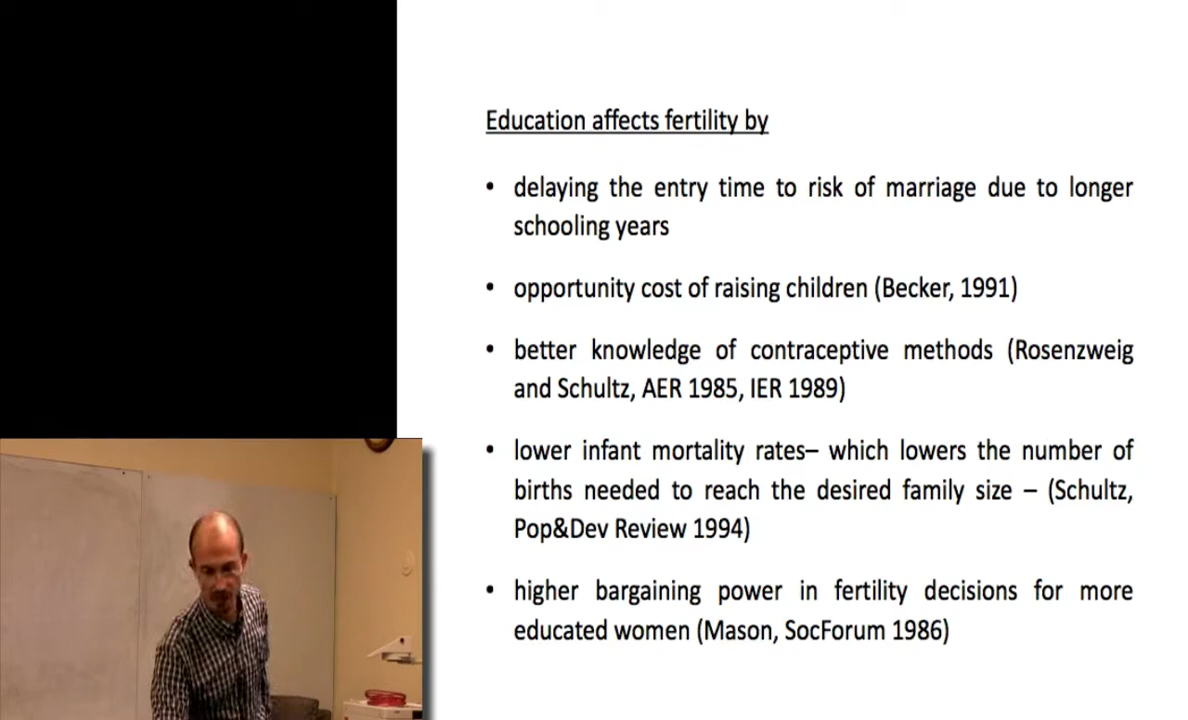 Education affects fertility by
• delaying the entry time to risk of marriage due to longer
schooling years
• opportunity cost of raising children (Becker, 1991)
• better knowledge of contraceptive methods (Rosenzweig
and Schultz, AER 1985, IER 1989)
• lower infant mortality rates– which lowers the number of
births needed to reach the desired family size – (Schultz,
Pop&Dev Review 1994)
• higher bargaining power in fertility decisions for more
educated women (Mason, SocForum 1986)